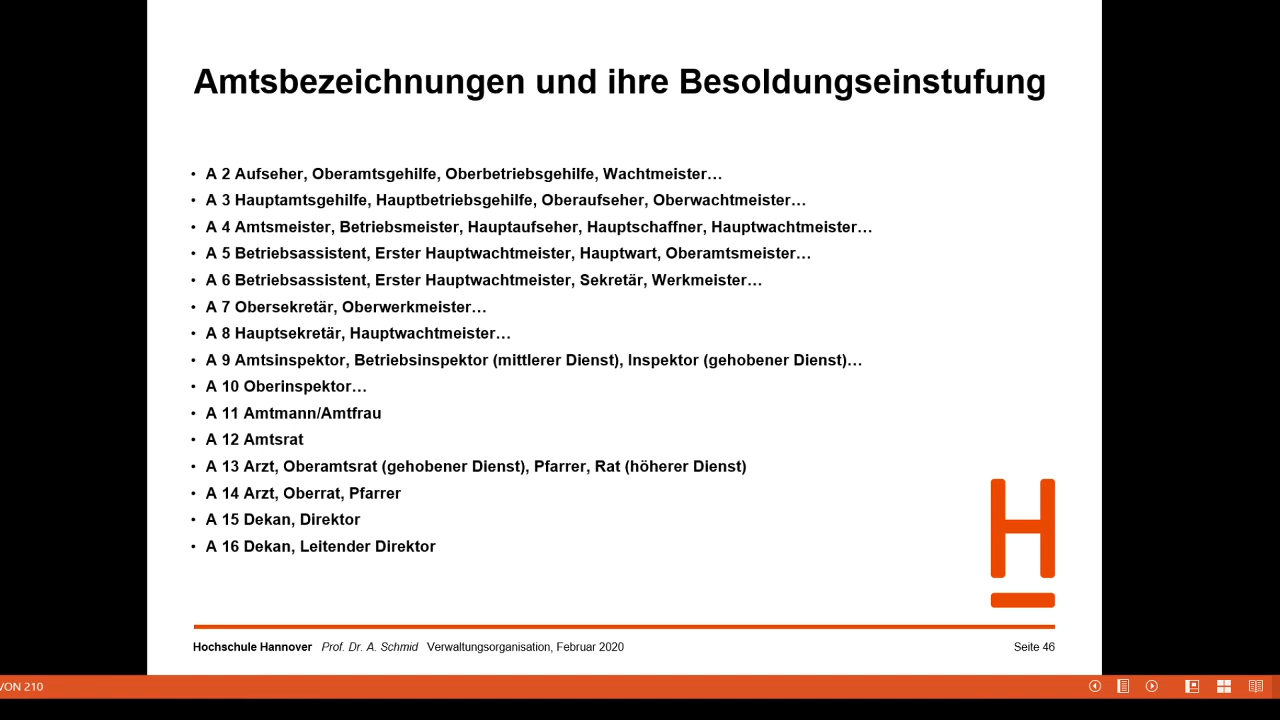 Amtsbezeichnungen und ihre Besoldungseinstufung
• A 2 Aufseher, Oberamtsgehilfe, Oberbetriebsgehilfe, Wachtmeister…
• A 3 Hauptamtsgehilfe, Hauptbetriebsgehilfe, Oberaufseher, Oberwachtmeister…
• A 4 Amtsmeister, Betriebsmeister, Hauptaufseher, Hauptschaffner, Hauptwachtmeister…
• A 5 Betriebsassistent, Erster Hauptwachtmeister, Hauptwart, Oberamtsmeister…
• A 6 Betriebsassistent, Erster Hauptwachtmeister, Sekretär, Werkmeister…
• A 7 Obersekretär, Oberwerkmeister…
• A 8 Hauptsekretär, Hauptwachtmeister…
• A 9 Amtsinspektor, Betriebsinspektor (mittlerer Dienst), Inspektor (gehobener Dienst)…
• A 10 Oberinspektor…
• A 11 Amtmann/Amtfrau
• A 12 Amtsrat
• A 13 Arzt, Oberamtsrat (gehobener Dienst), Pfarrer, Rat (höherer Dienst)
• A 14 Arzt, Oberrat, Pfarrer
• A 15 Dekan, Direktor
• A 16 Dekan, Leitender Direktor
H
Hochschule Hannover Prof. Dr. A. Schmid Verwaltungsorganisation, Februar 2020 Seite 46
VON 210